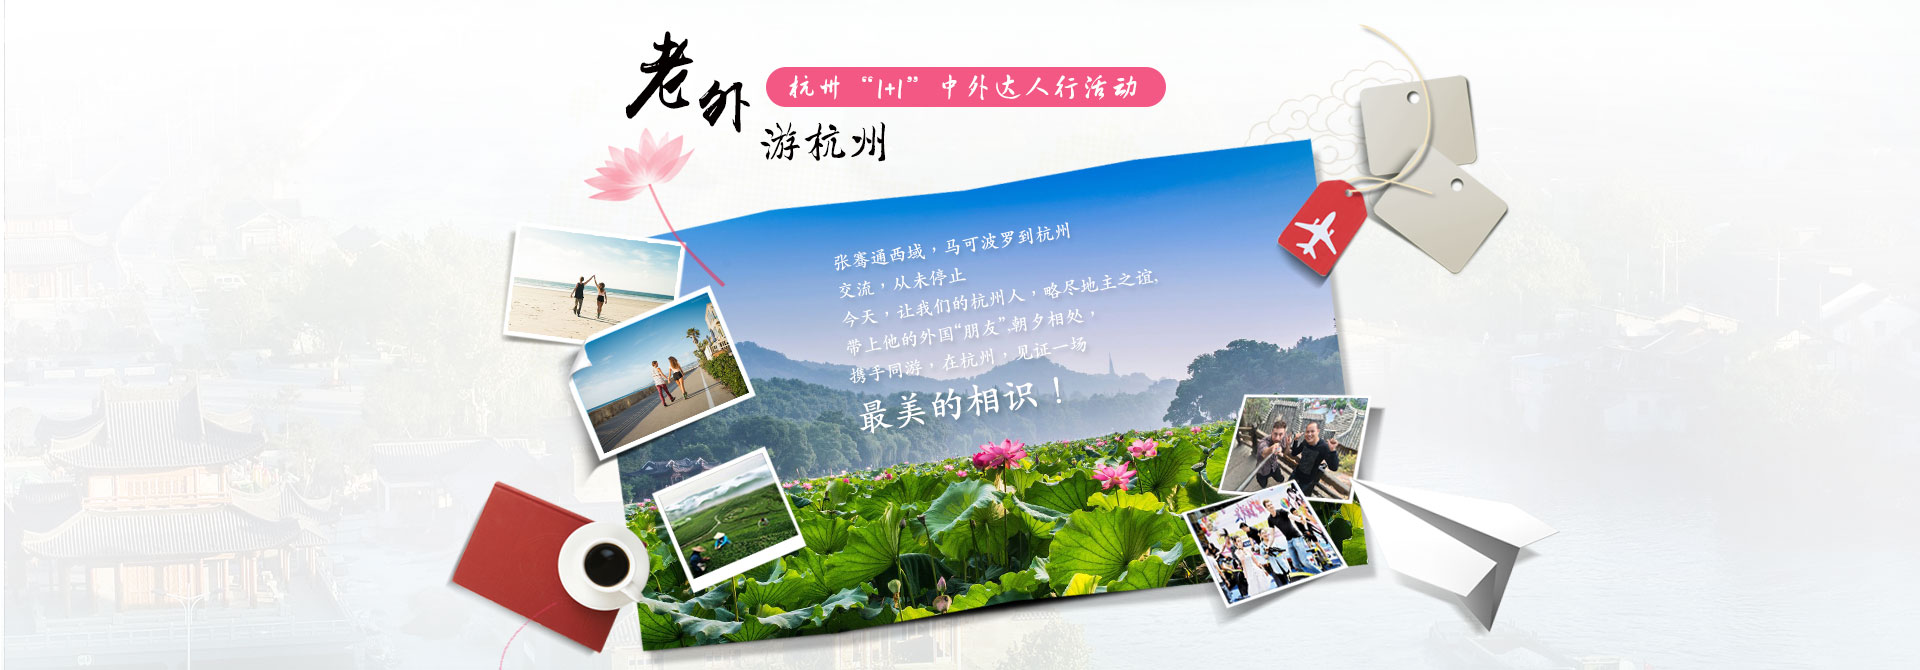 老外
杭州“1+1”中外达人行活动
游杭州
张骞通西域，马可波罗到杭州
交流，从未停止
今天，让我们的杭州人，略尽地主之谊,
带上他的外国“朋友”.朝夕相处，
携手同游，在杭州，见证一场
最美的相识！